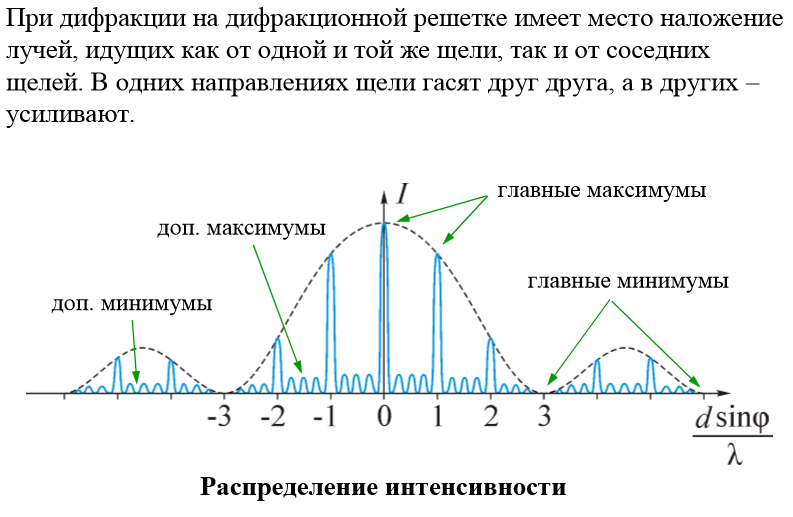 При дифракции на дифракционной решетке имеет место наложение
лучей, идущих как от одной и той же щели, так и от соседних
щелей. В одних направлениях щели гасят друг друга, а в других –
усиливают.
I
главные максимумы
доп. максимумы
главные минимумы
доп. минимумы
-3 -2 -1 0 1 2 3
d sinφ
λ
Распределение интенсивности